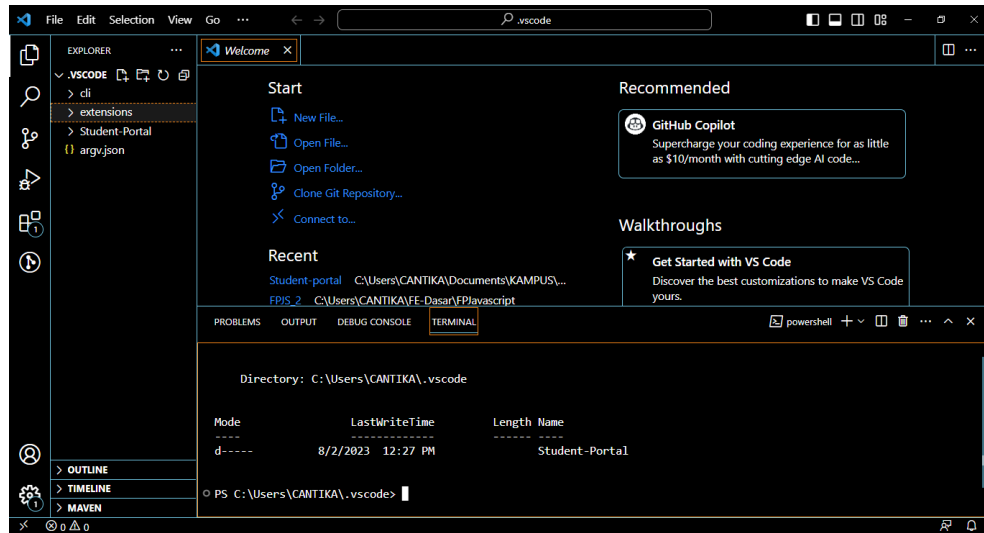 File Edit Selection View Go ··· .vscode
EXPLORER ···
.VSCODE
cli
extensions
Student-Portal
{} argv.json
OUTLINE
TIMELINE
MAVEN
1
1
Welcome
Start
New File...
Open File...
Open Folder...
Clone Git Repository...
Connect to...
Recent
Student-portal C:\Users\CANTIKA\Documents\KAMPUS\...
FPJS_2 C:\Users\CANTIKA\FE-Dasar\FPJavascript
Recommended
GitHub Copilot
Supercharge your coding experience for as little
as $10/month with cutting edge AI code...
Walkthroughs
Get Started with VS Code
Discover the best customizations to make VS Code
yours.
PROBLEMS OUTPUT DEBUG CONSOLE TERMINAL powershell
Directory: C:\Users\CANTIKA\.vscode
Mode LastWriteTime Length Name
---- ------------- ------ ----
d----- 8/2/2023 12:27 PM Student-Portal
PS C:\Users\CANTIKA\.vscode>
0 0